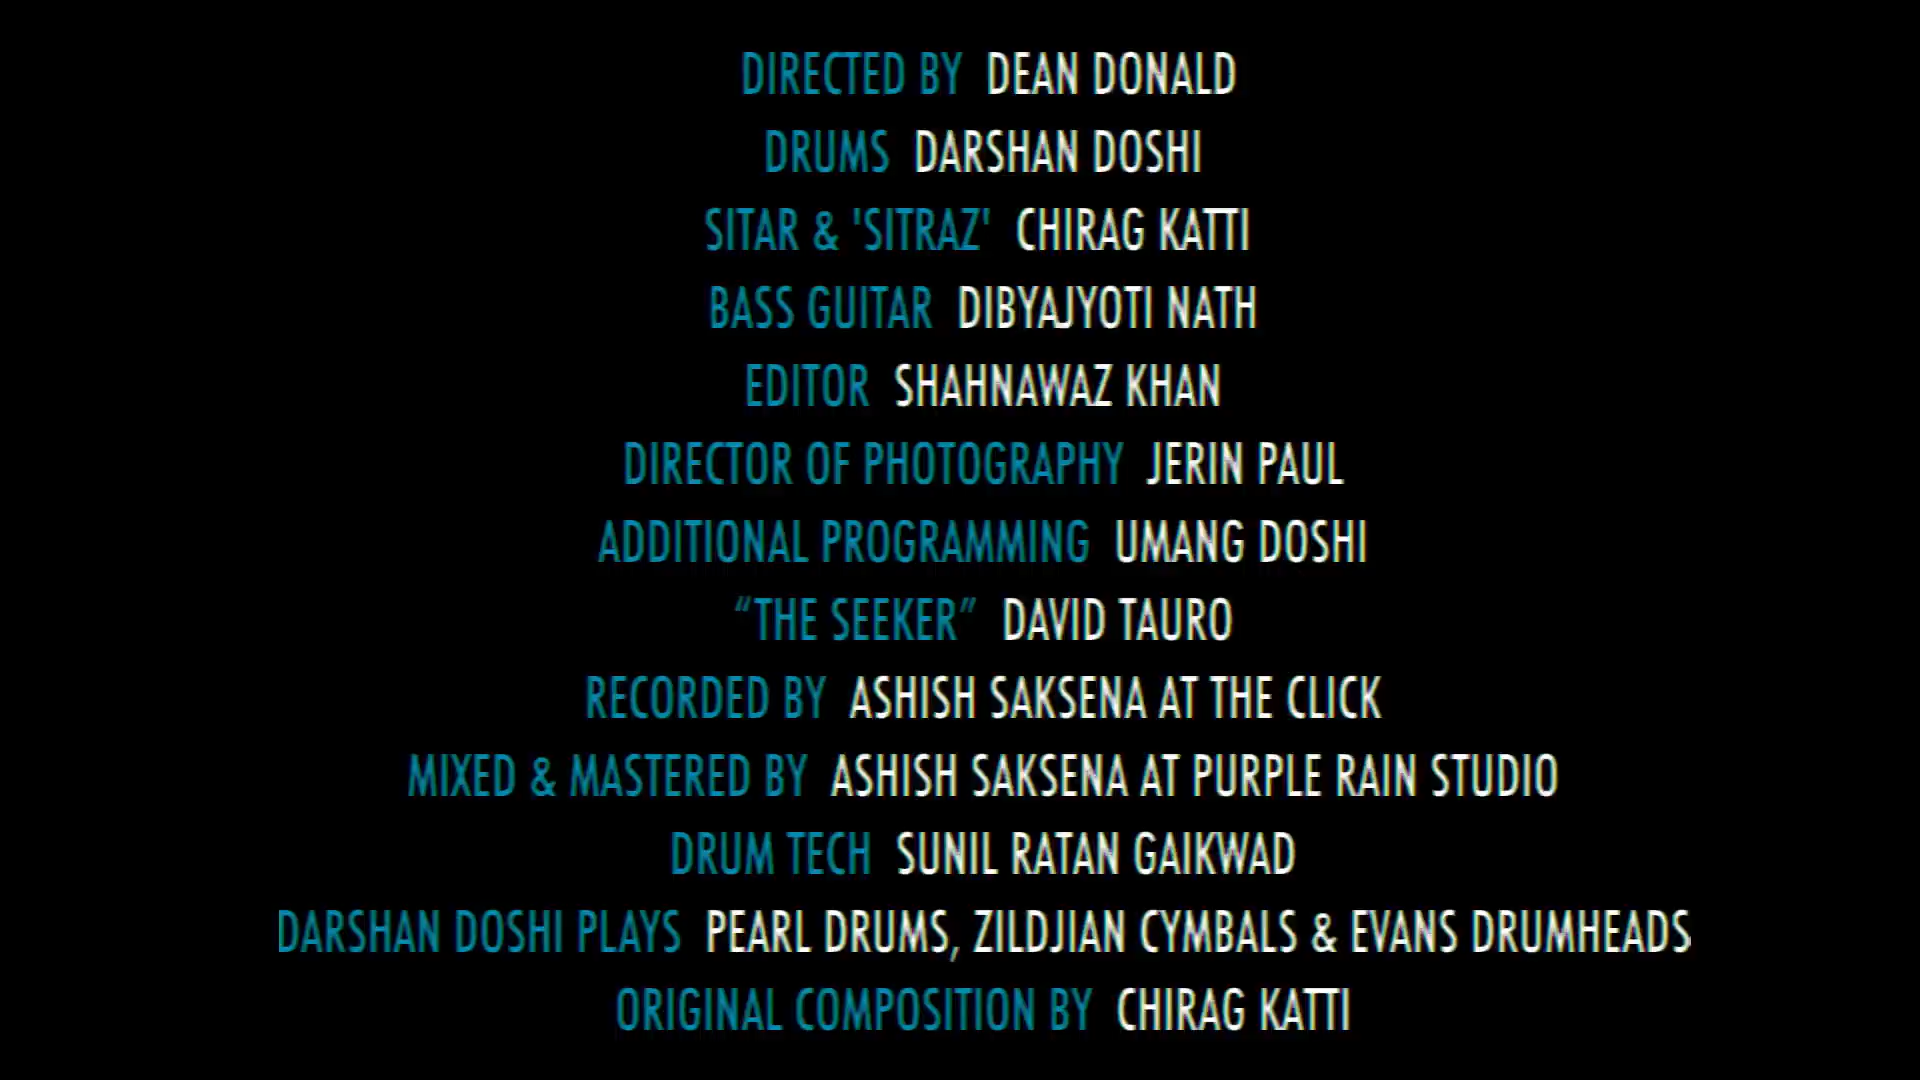 DIRECTED BY DEAN DONALD
DRUMS DARSHAN DOSHI
SITAR & 'SITRAZ' CHIRAG KATTI
BASS GUITAR DIBYAJYOTI NATH
EDITOR SHAHNAWAZ KHAN
DIRECTOR OF PHOTOGRAPHY JERIN PAUL
ADDITIONAL PROGRAMMING UMANG DOSHI
“THE SEEKER” DAVID TAURO
RECORDED BY ASHISH SAKSENA AT THE CLICK
MIXED & MASTERED BY ASHISH SAKSENA AT PURPLE RAIN STUDIO
DRUM TECH SUNIL RATAN GAIKWAD
DARSHAN DOSHI PLAYS PEARL DRUMS, ZILDJIAN CYMBALS & EVANS DRUMHEADS
ORIGINAL COMPOSITION BY CHIRAG KATTI